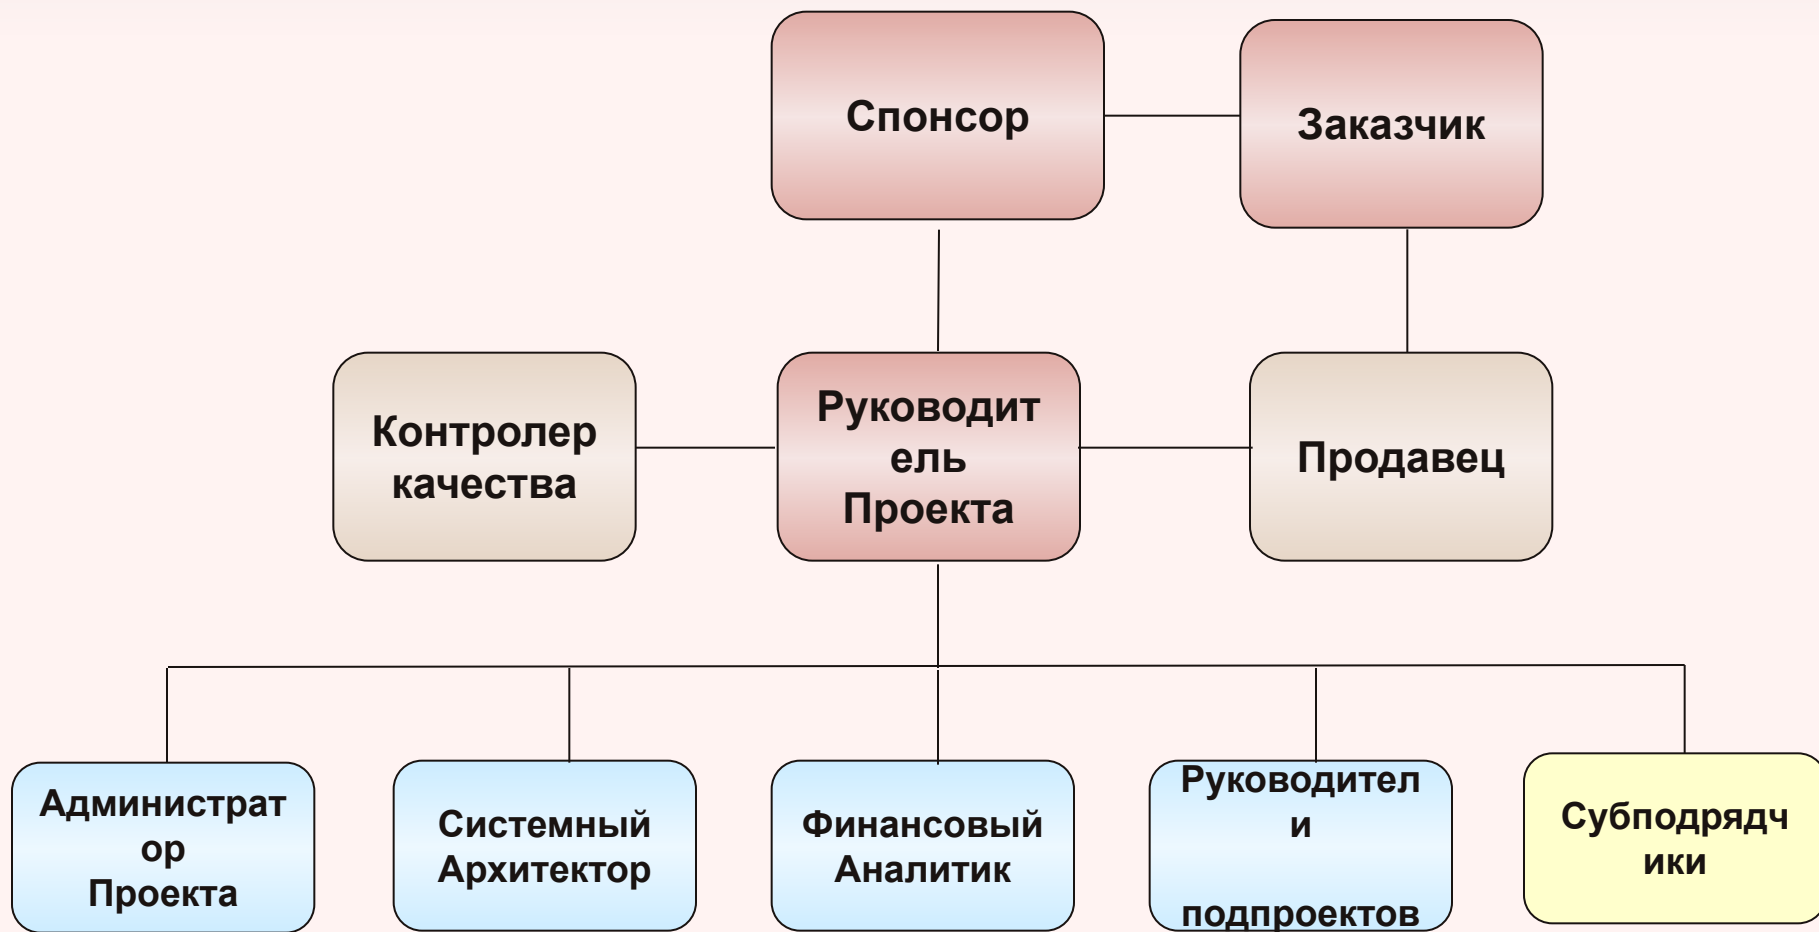 Спонсор
Заказчик
Контролер
качества
Руководит
ель
Проекта
Продавец
Администрат
ор
Проекта
Системный
Архитектор
Финансовый
Аналитик
Руководител
и
подпроектов
Субподрядч
ики